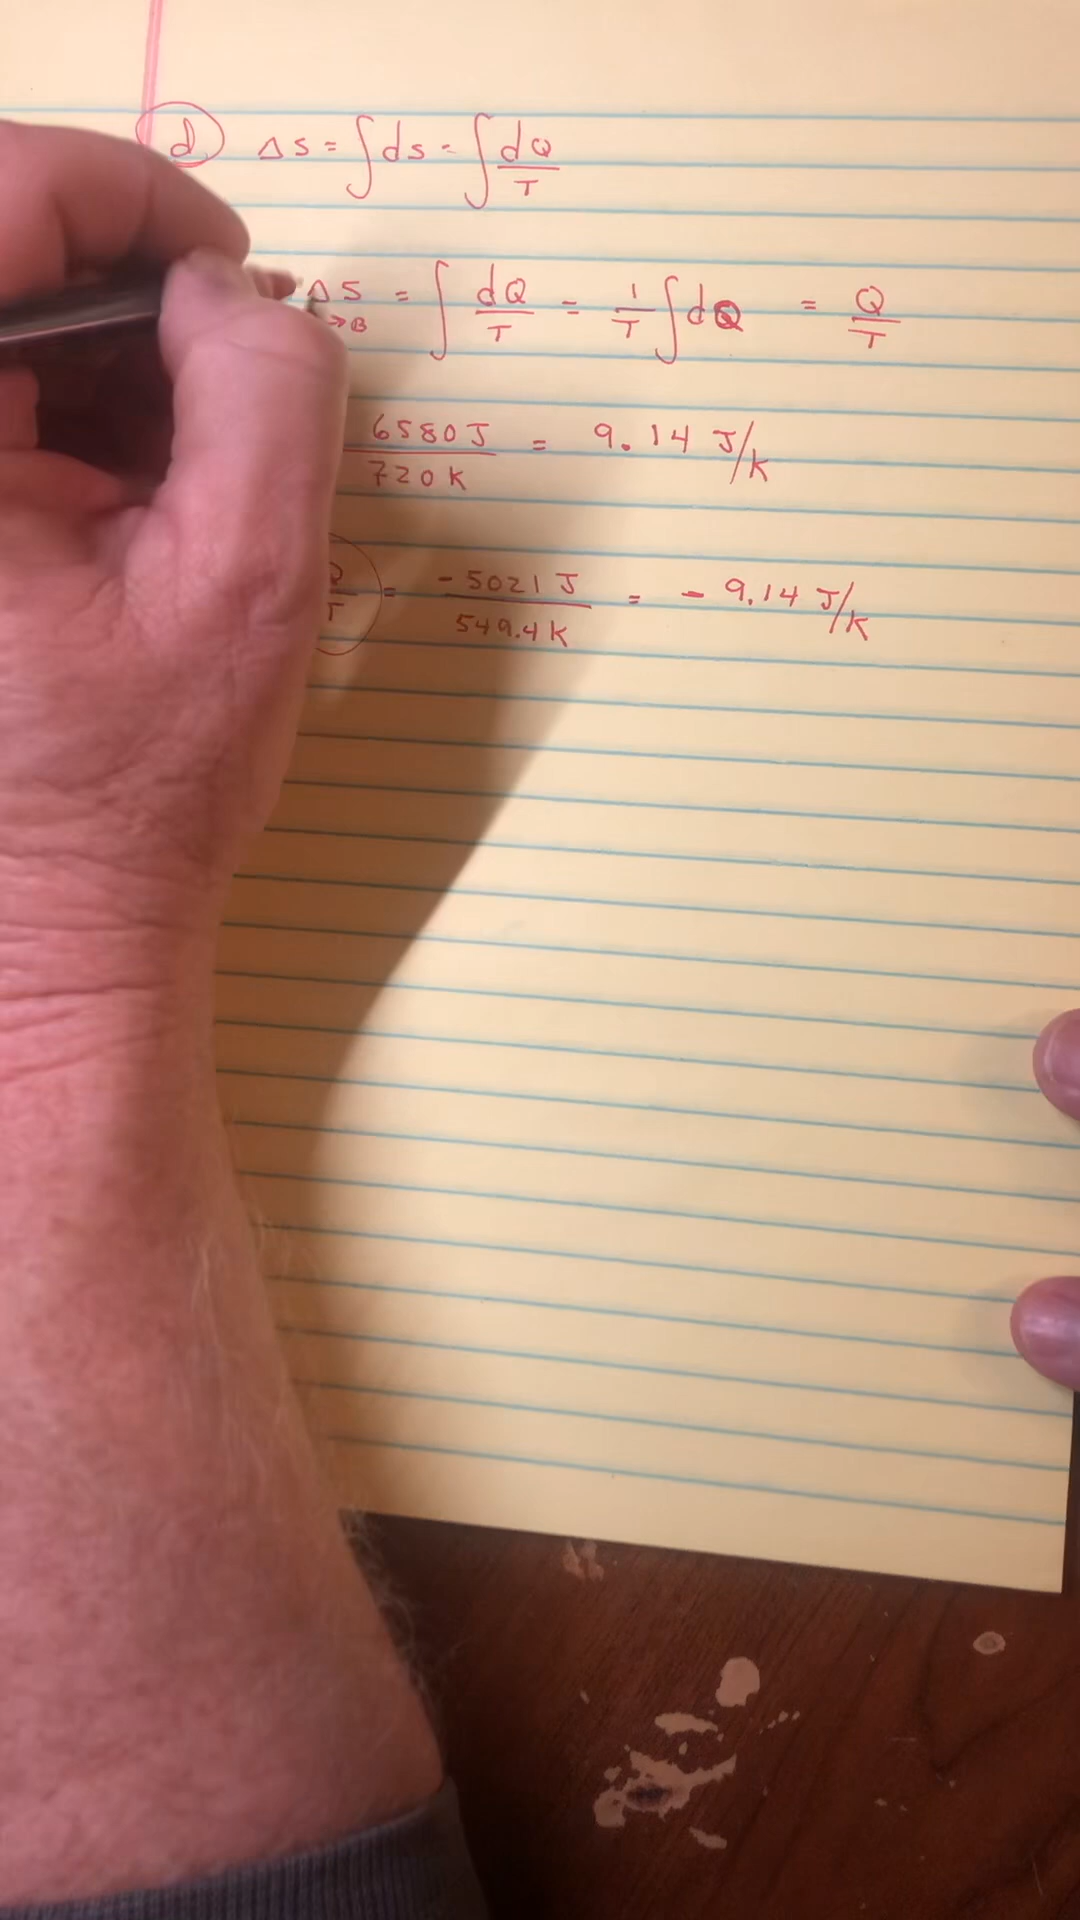 d ΔS = ∫ds = ∫ dQ/T
ΔS →B = ∫ dQ/T = 1/T ∫dQ = Q/T
6580 J / 720 K = 9.14 J/K
= -5021 J / 549.4 K = - 9.14 J/K